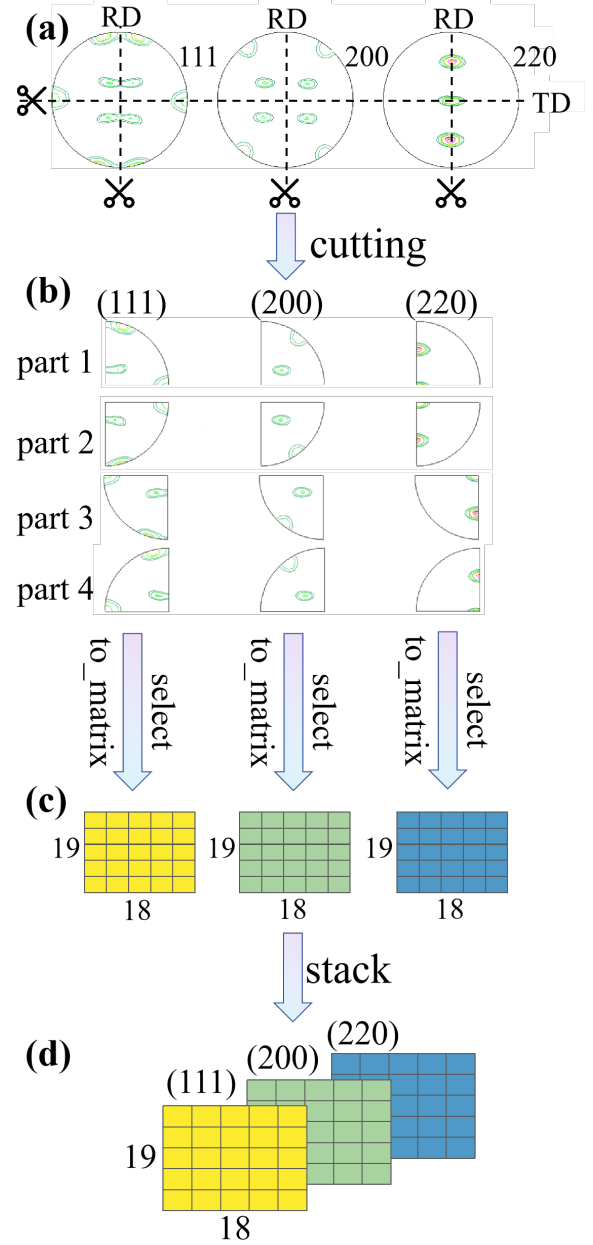 (a) RD RD RD
111 200 220
TD
cutting
(b)
(111) (200) (220)
part 1
part 2
part 3
part 4
select
to_matrix
select
to_matrix
select
to_matrix
(c)
19 19 19
18 18 18
stack
(d)
(111) (200) (220)
19
18